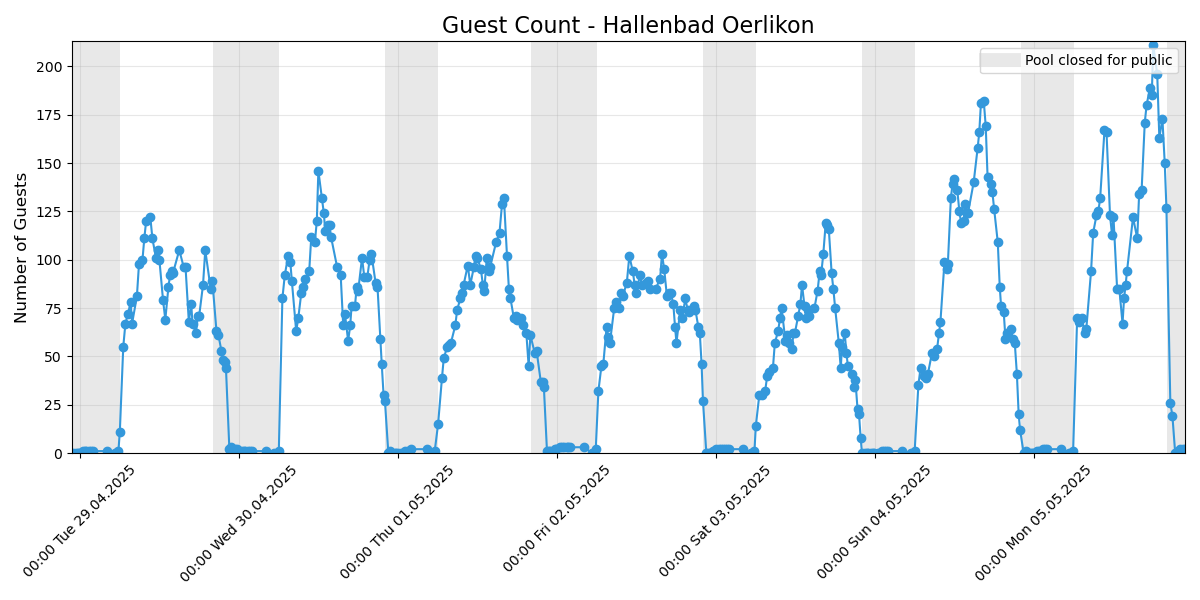 Guest Count - Hallenbad Oerlikon
Pool closed for public
Number of Guests
200
175
150
125
100
75
50
25
0
00:00 Tue 29.04.2025
00:00 Wed 30.04.2025
00:00 Thu 01.05.2025
00:00 Fri 02.05.2025
00:00 Sat 03.05.2025
00:00 Sun 04.05.2025
00:00 Mon 05.05.2025